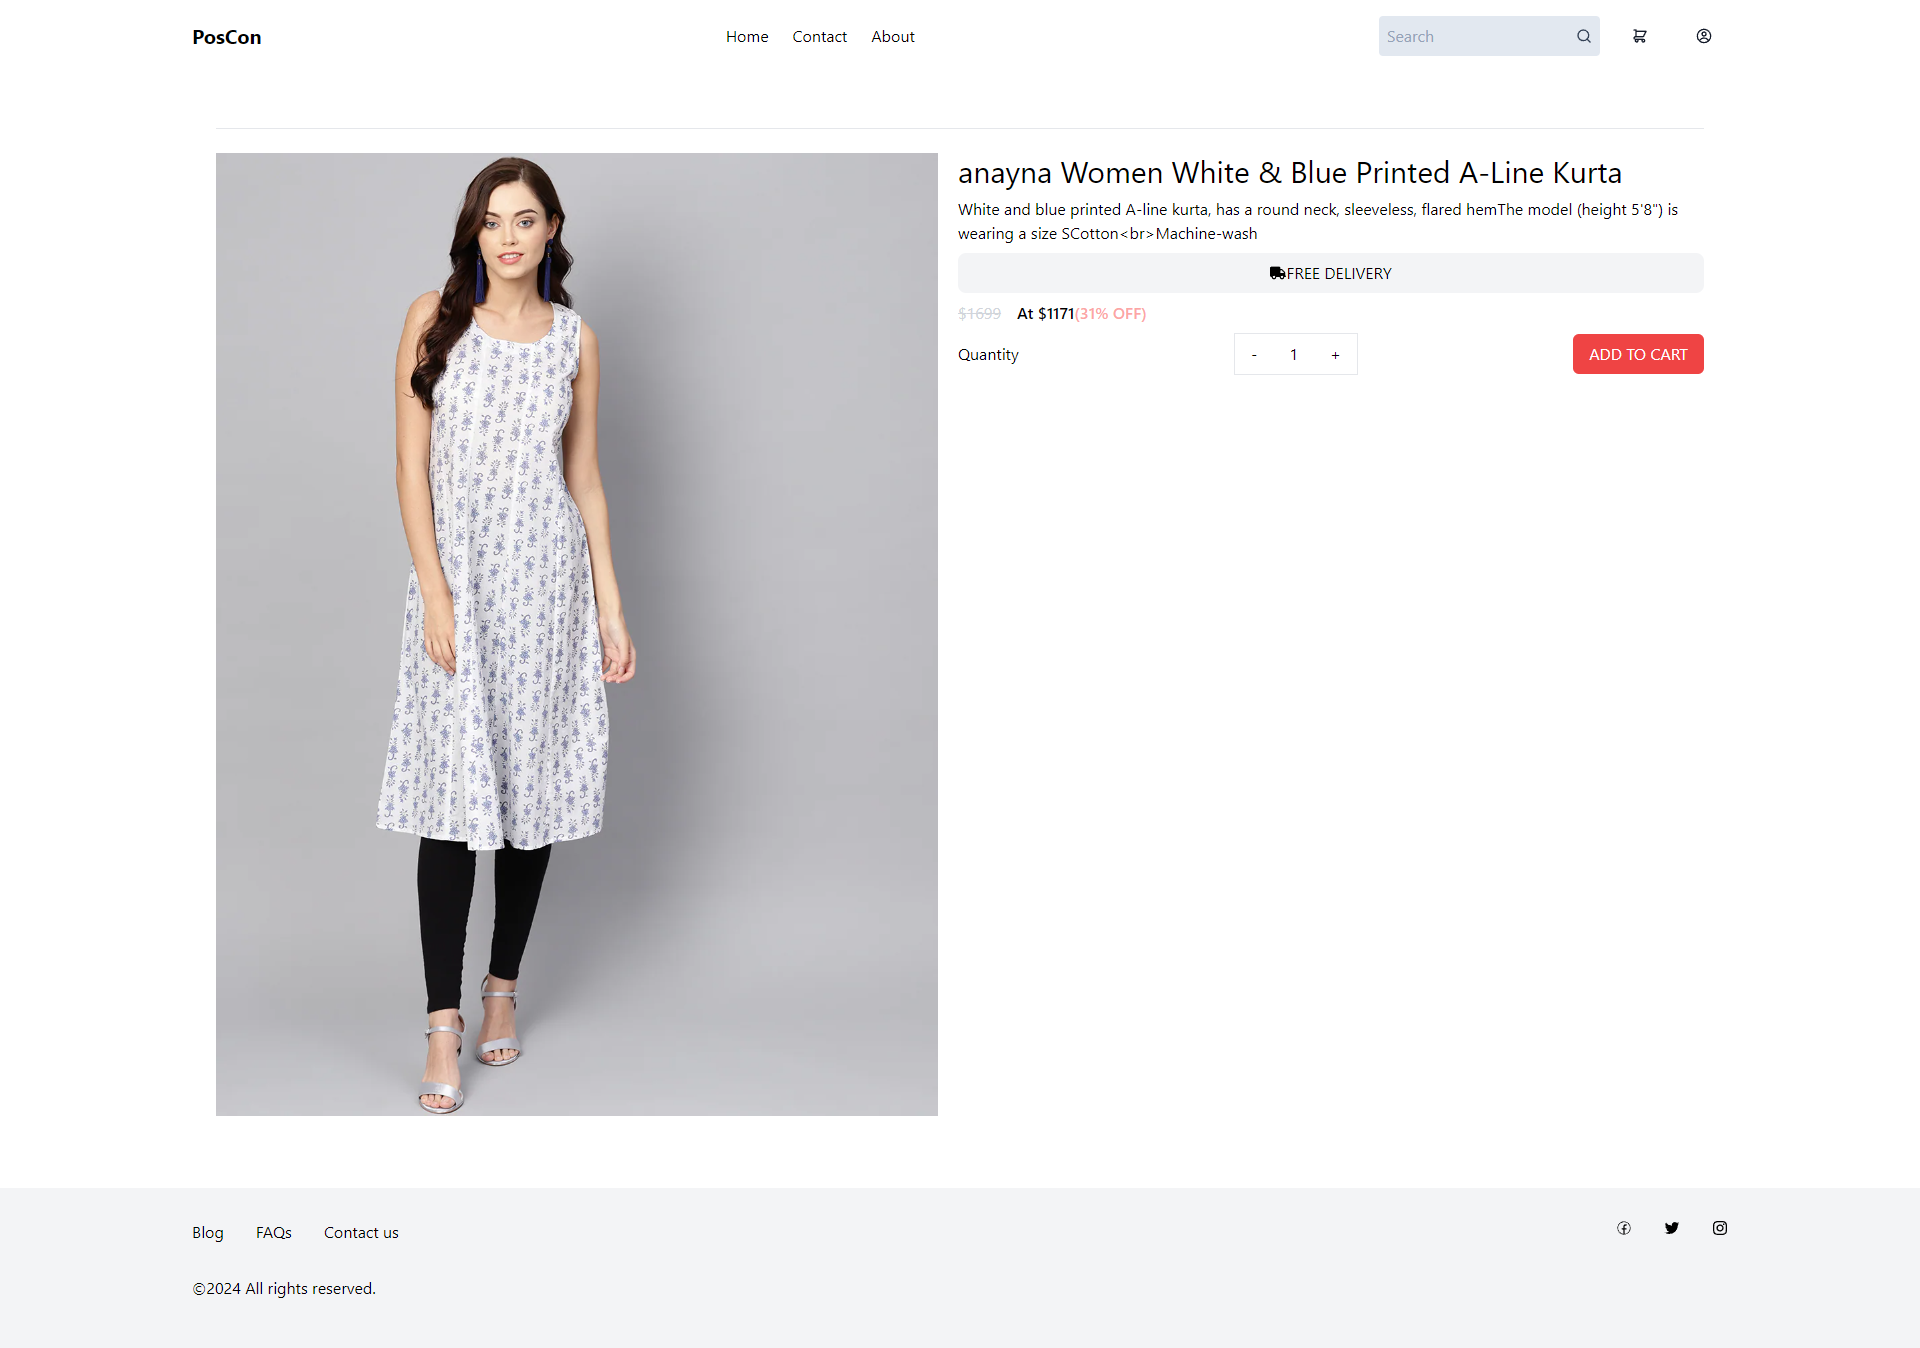 PosCon
Home Contact About
Search
anayna Women White & Blue Printed A-Line Kurta
White and blue printed A-line kurta, has a round neck, sleeveless, flared hemThe model (height 5'8") is
wearing a size SCotton<br>Machine-wash
FREE DELIVERY
$1699 At $1171(31% OFF)
Quantity - 1 + ADD TO CART
Blog FAQs Contact us
©2024 All rights reserved.